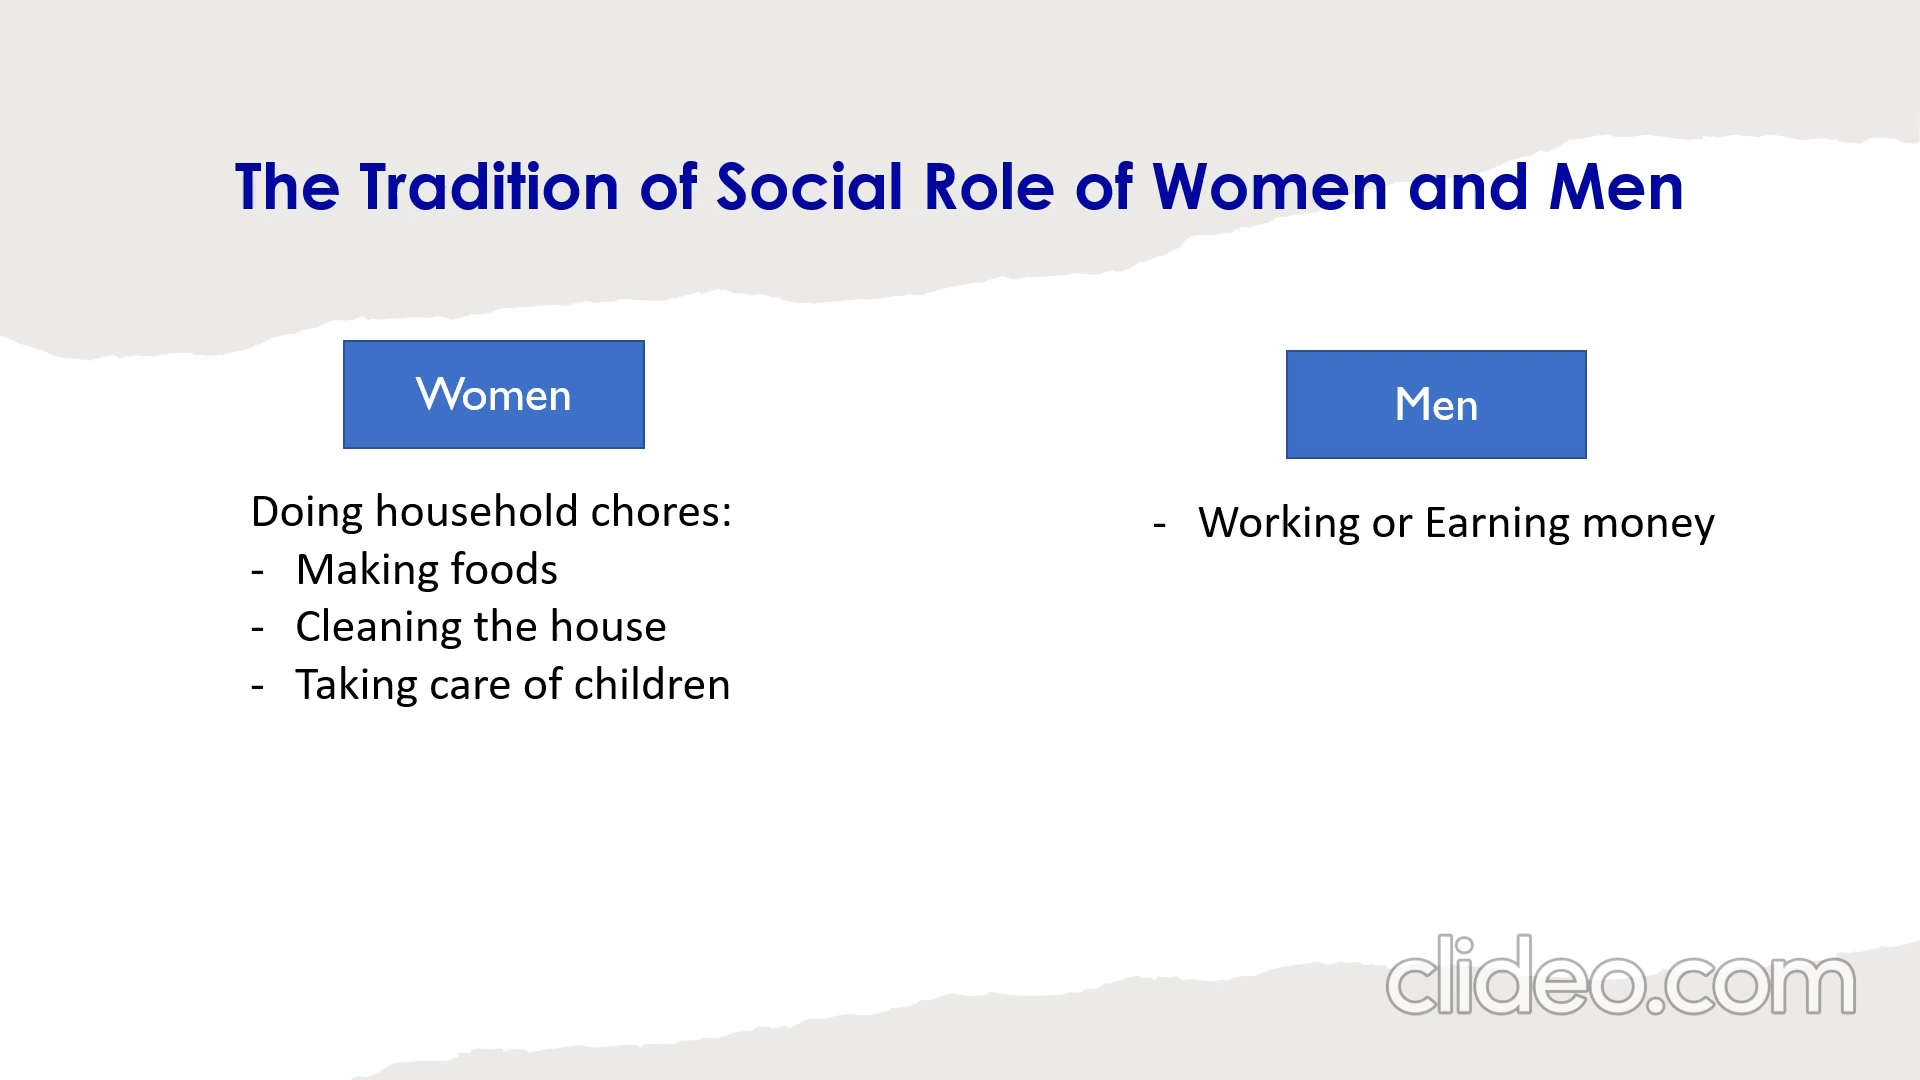 The Tradition of Social Role of Women and Men
Women
Doing household chores:
- Making foods
- Cleaning the house
- Taking care of children
Men
- Working or Earning money
clideo.com